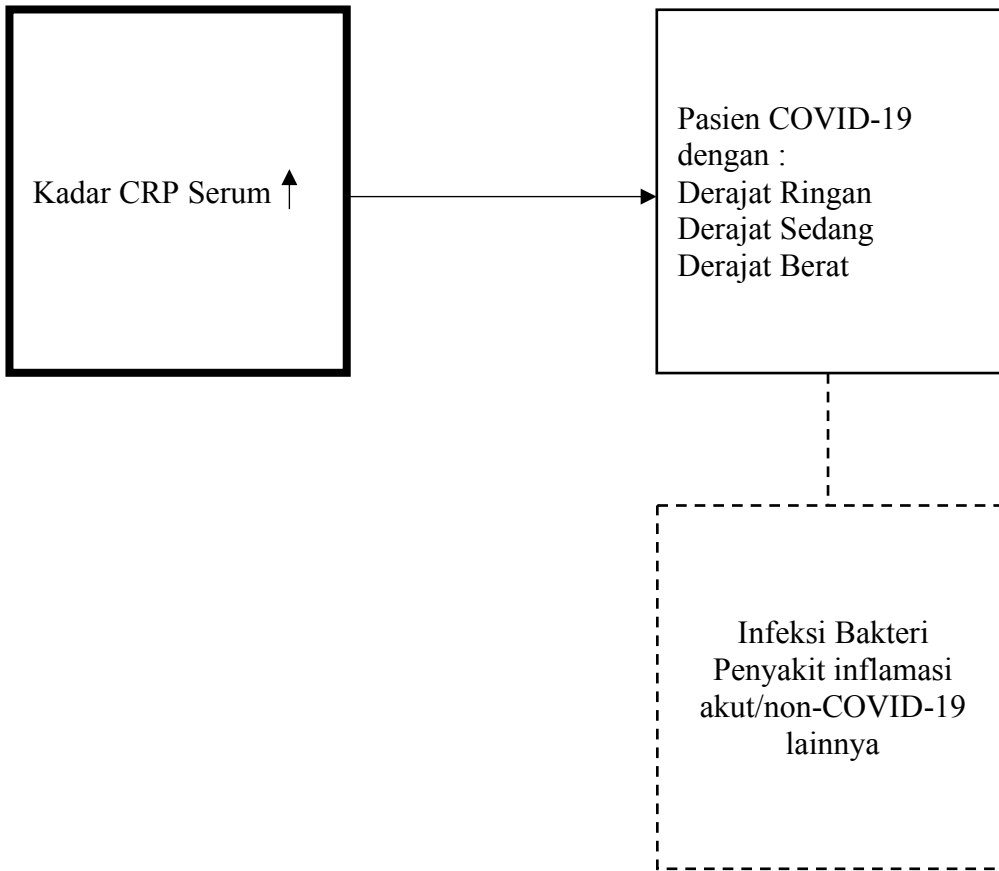 Kadar CRP Serum
Pasien COVID-19
dengan :
Derajat Ringan
Derajat Sedang
Derajat Berat
Infeksi Bakteri
Penyakit inflamasi
akut/non-COVID-19
lainnya